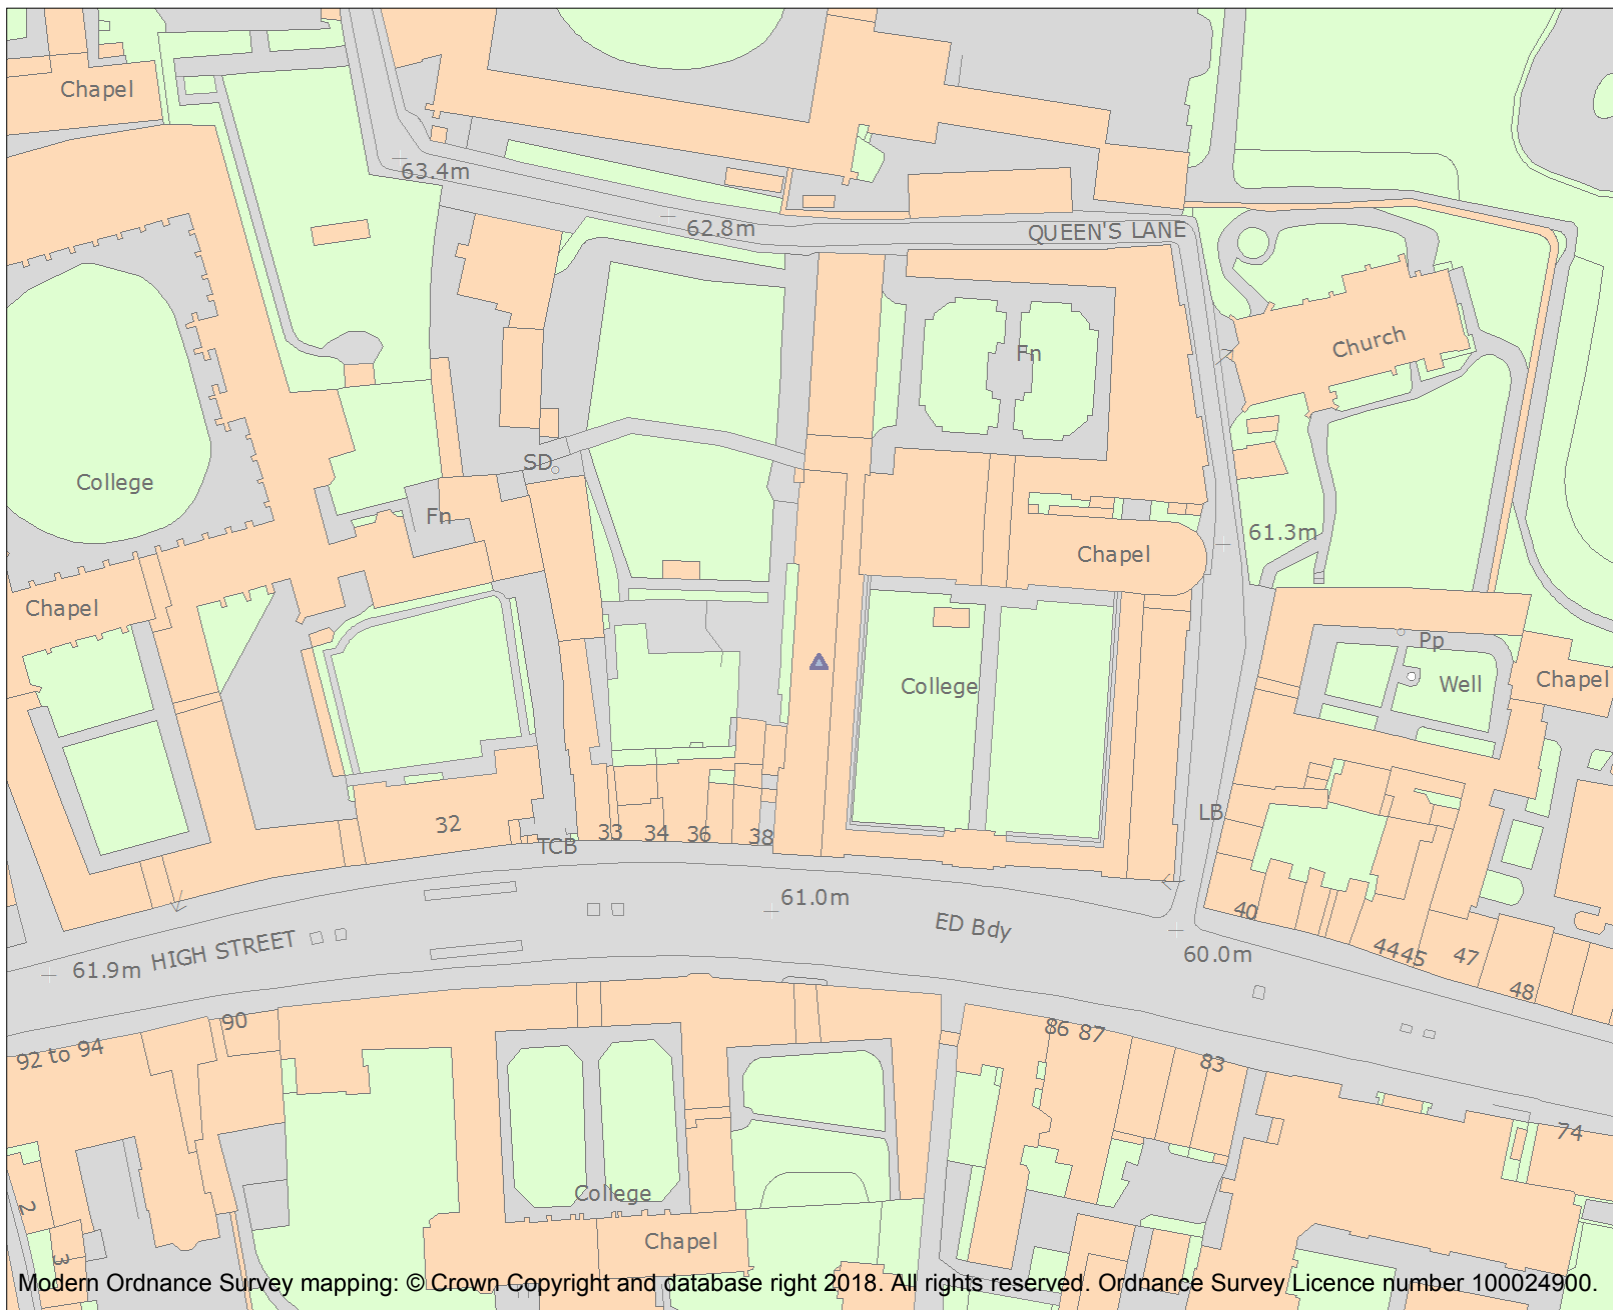 Chapel
63.4m
62.8m
QUEEN'S LANE
Fn
Church
SD
College
Fn
61.3m
Chapel
Chapel
Pp
Well
Chapel
College
LB
32
TCB
33
34
36
38
61.0m
ED Bdy
40
44
45
47
48
HIGH STREET
61.9m
60.0m
90
92 to 94
86
87
83
74
College
Chapel
2
3
Modern Ordnance Survey mapping: © Crown Copyright and database right 2018. All rights reserved. Ordnance Survey Licence number 100024900.